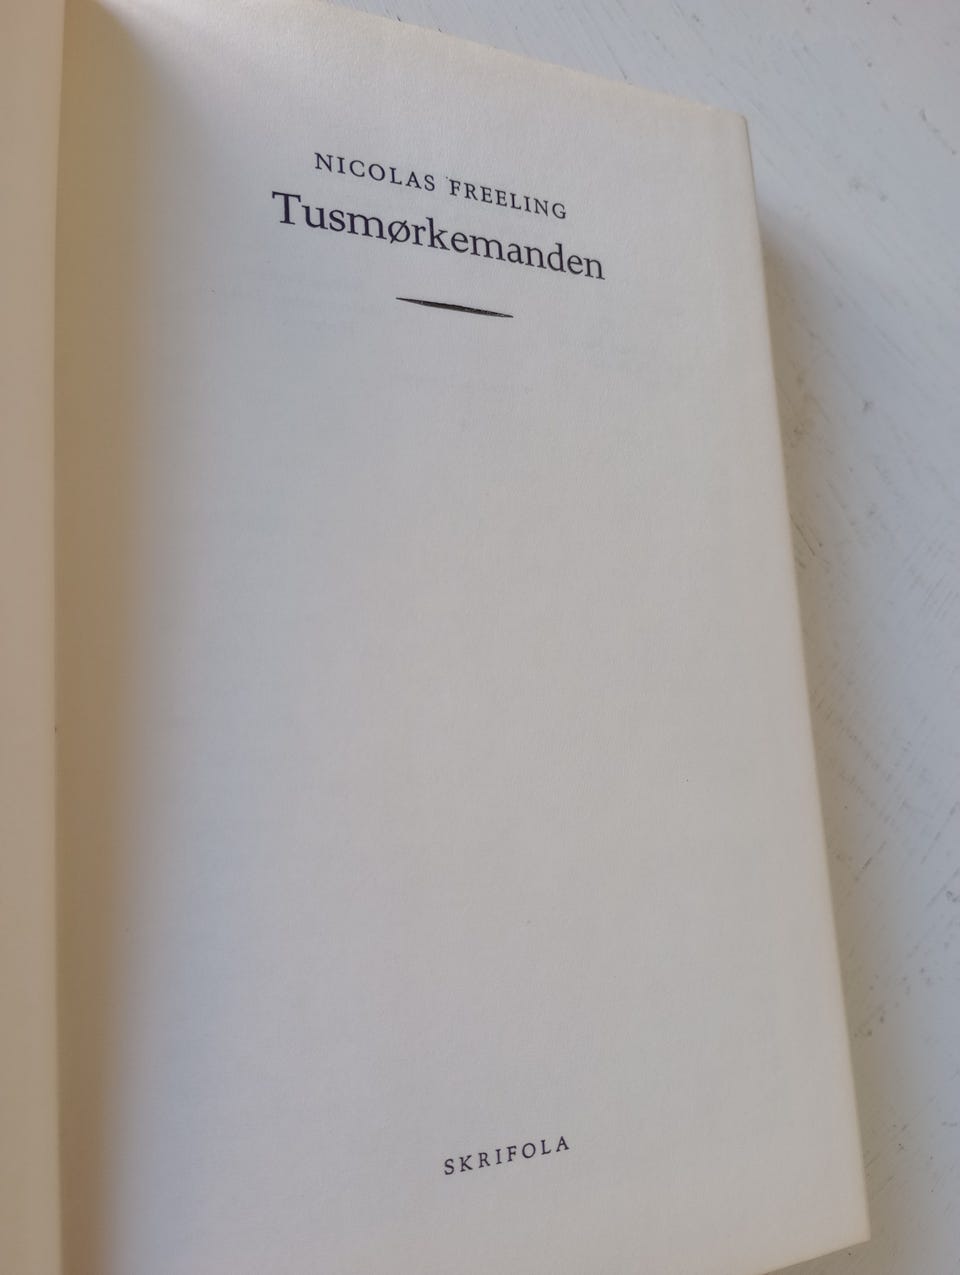 NICOLAS FREELING
Tusmørkemanden
SKRIFOLA